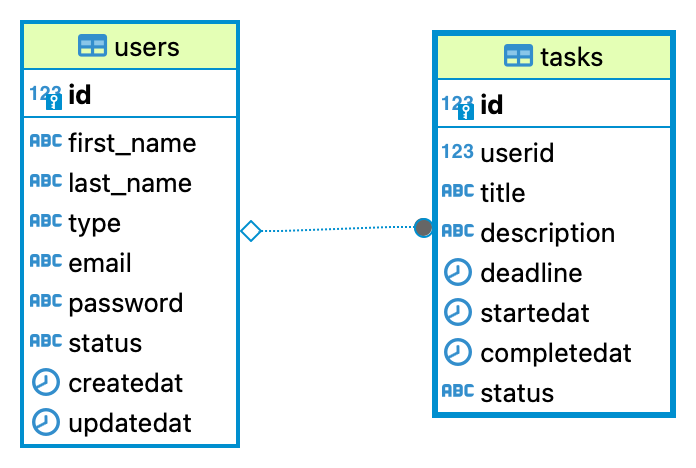 users
123 id
ABC first_name
ABC last_name
ABC type
ABC email
ABC password
ABC status
createdat
updatedat
tasks
123 id
123 userid
ABC title
ABC description
deadline
startedat
completedat
ABC status